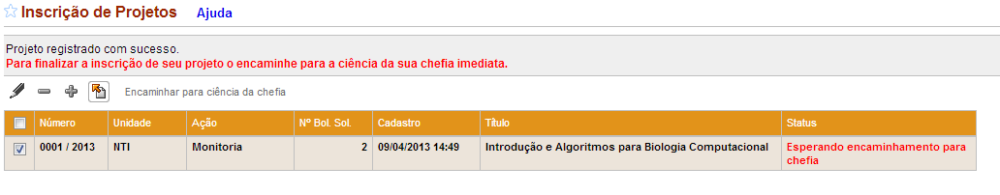 Inscrição de Projetos Ajuda
Projeto registrado com sucesso.
Para finalizar a inscrição de seu projeto o encaminhe para a ciência da sua chefia imediata.
Encaminhar para ciência da chefia
Número Unidade Ação Nº Bol. Sol. Cadastro Título Status
0001 / 2013 NTI Monitoria 2 09/04/2013 14:49 Introdução e Algoritmos para Biologia Computacional Esperando encaminhamento para
chefia